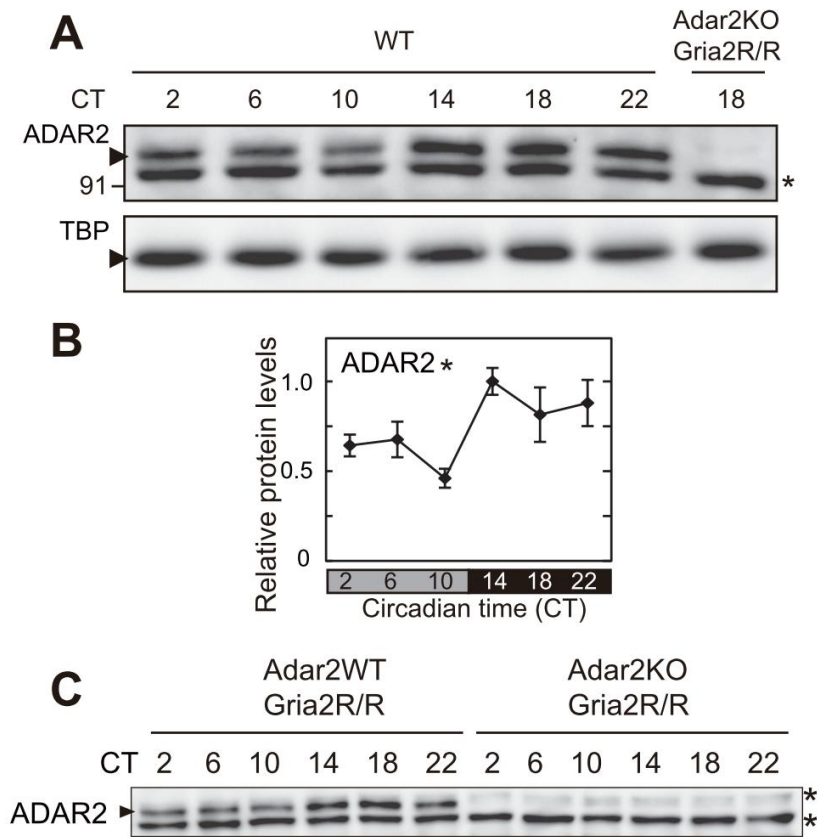 A
WT
Adar2KO
Gria2R/R
CT 2 6 10 14 18 22 18
ADAR2
91
*
TBP
B
Relative protein levels
ADAR2 *
1.0
0.5
0
2 6 10 14 18 22
Circadian time (CT)
C
Adar2WT
Gria2R/R
Adar2KO
Gria2R/R
CT 2 6 10 14 18 22 2 6 10 14 18 22
ADAR2
*
*